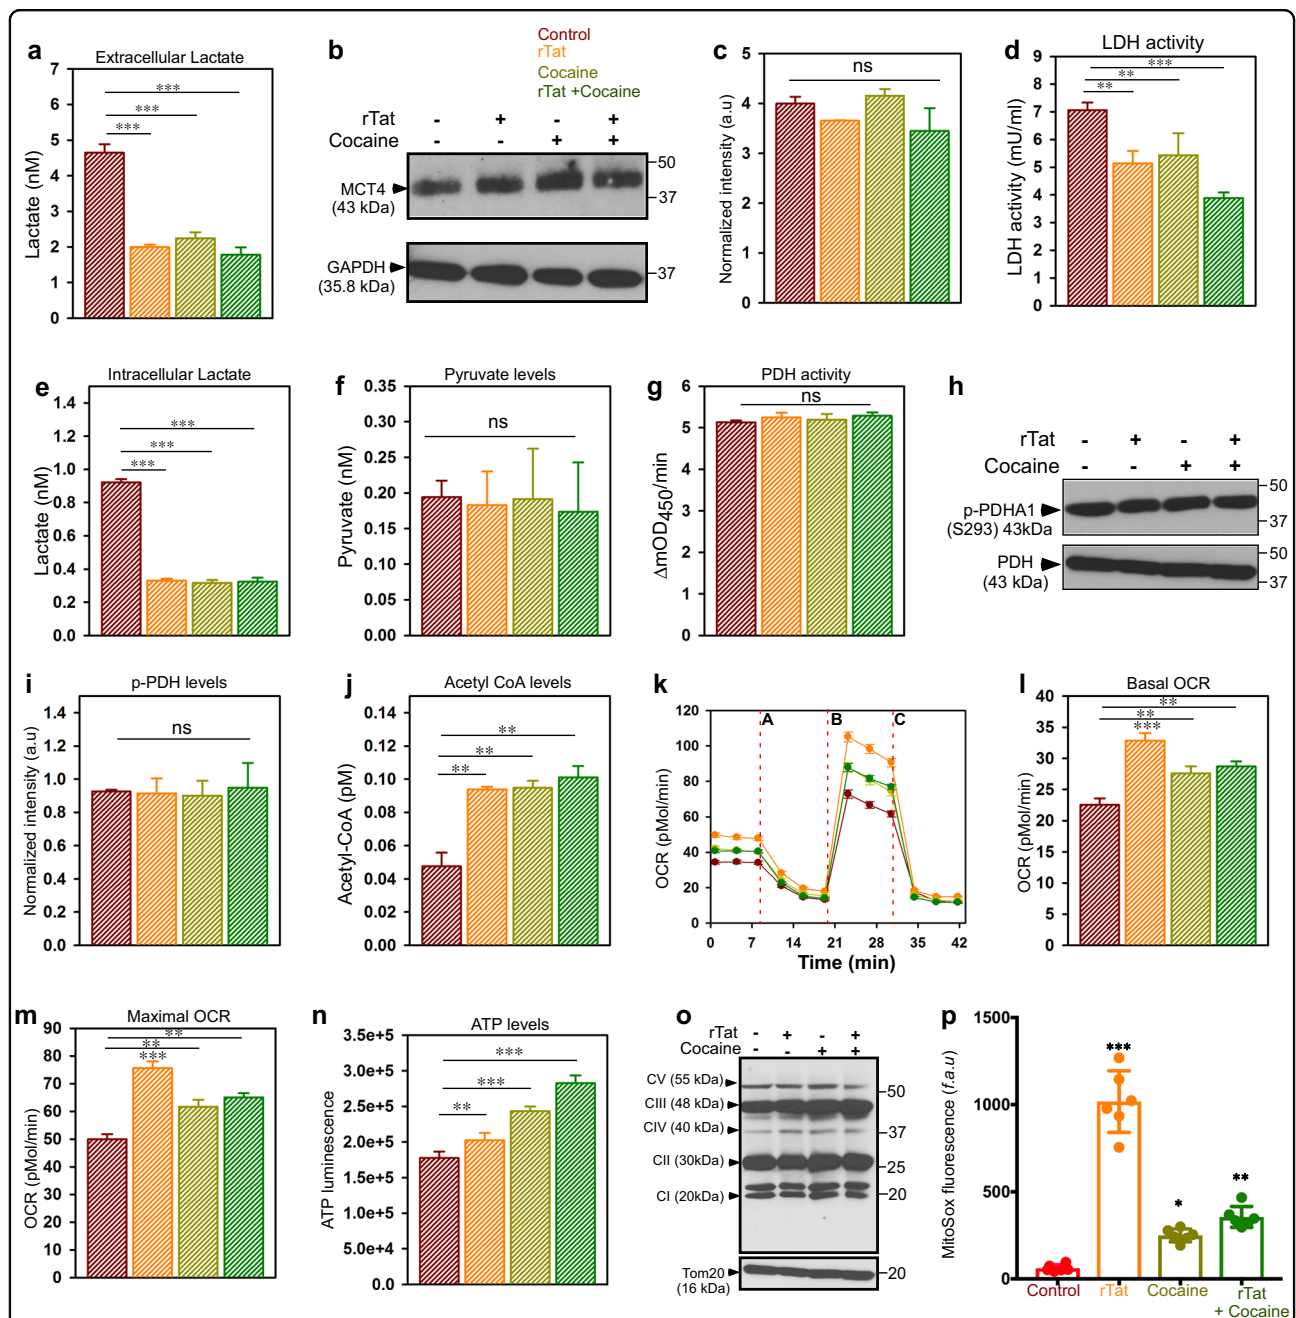 a
Extracellular Lactate
Lactate (nM)
7
6
5
4
3
2
1
0
***
***
***
b
Control
rTat
Cocaine
rTat +Cocaine
rTat - + - +
Cocaine - - + +
MCT4
(43 kDa)
50
37
GAPDH
(35.8 kDa)
37
c
Normalized intensity (a.u)
5
4
3
2
1
0
ns
d
LDH activity
LDH activity (mU/ml)
9
8
7
6
5
4
3
2
1
0
***
**
**
e
Intracellular Lactate
Lactate (nM)
1.4
1.2
1.0
0.8
0.6
0.4
0.2
0.0
***
***
***
f
Pyruvate levels
Pyruvate (nM)
0.35
0.30
0.25
0.20
0.15
0.10
0.05
0.00
ns
g
PDH activity
ΔmOD450/min
6
5
4
3
2
1
0
ns
h
rTat - + - +
Cocaine - - + +
p-PDHA1
(S293) 43kDa
50
37
PDH
(43 kDa)
50
37
i
p-PDH levels
Normalized intensity (a.u)
1.4
1.2
1.0
0.8
0.6
0.4
0.2
0.0
ns
j
Acetyl CoA levels
Acetyl-CoA (pM)
0.14
0.12
0.10
0.08
0.06
0.04
0.02
0.00
**
**
**
k
OCR (pMol/min)
120
100
80
60
40
20
0
A B C
0 7 14 21 28 35 42
Time (min)
l
Basal OCR
OCR (pMol/min)
40
35
30
25
20
15
10
5
0
**
**
***
m
Maximal OCR
OCR (pMol/min)
90
80
70
60
50
40
30
20
10
0
**
**
***
n
ATP levels
ATP luminescence
3.5e+5
3.0e+5
2.5e+5
2.0e+5
1.5e+5
1.0e+5
5.0e+4
0.0
***
***
**
o
rTat - + - +
Cocaine - - + +
CV (55 kDa)
CIII (48 kDa)
CIV (40 kDa)
CII (30kDa)
CI (20kDa)
50
37
25
20
Tom20
(16 kDa)
20
p
MitoSox fluorescence (f.a.u)
1500
1000
500
0
***
*
**
Control
rTat
Cocaine
rTat
+ Cocaine